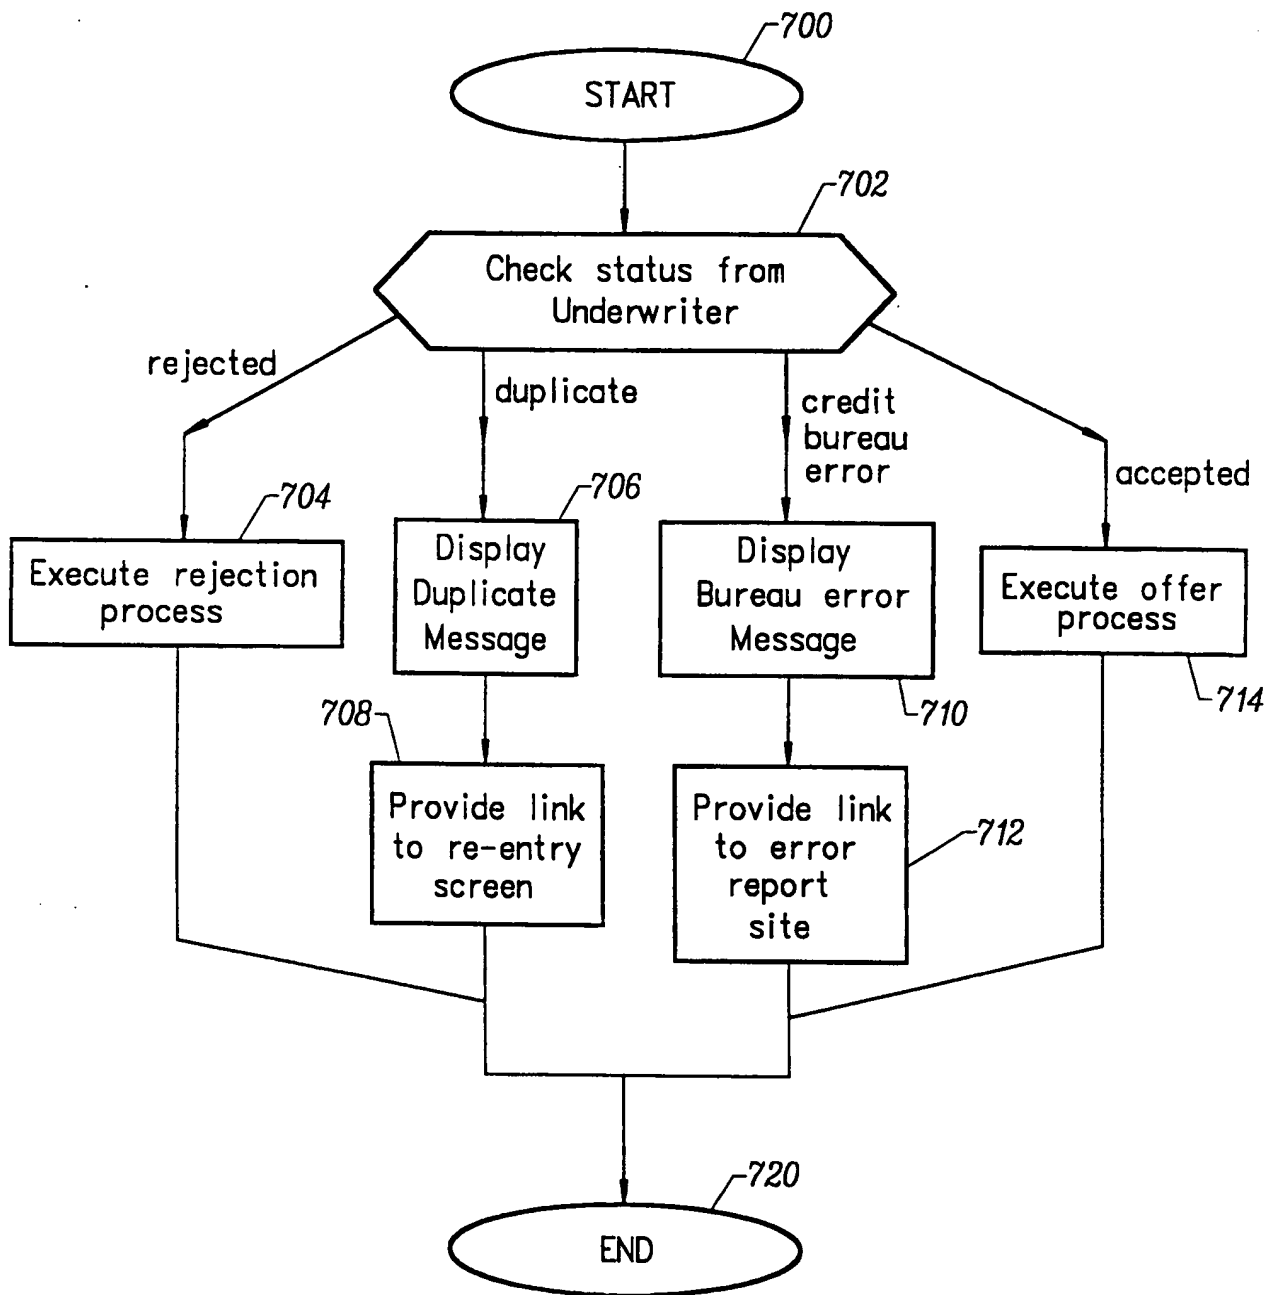 700
START
702
Check status from
Underwriter
rejected
duplicate
credit
bureau
error
accepted
704
Execute rejection
process
706
Display
Duplicate
Message
Display
Bureau error
Message
710
Execute offer
process
714
708
Provide link
to re-entry
screen
Provide link
to error
report
site
712
720
END